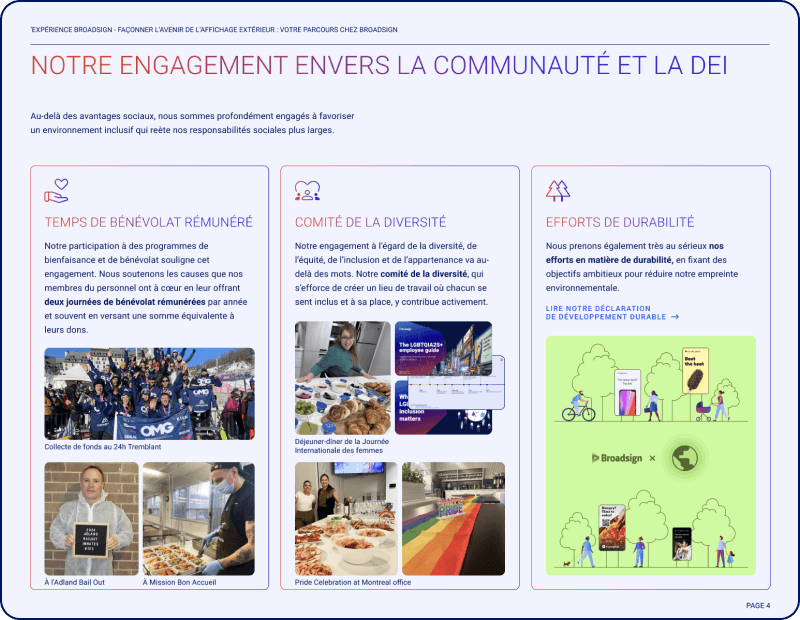 'EXPÉRIENCE BROADSIGN - FAÇONNER L'AVENIR DE L'AFFICHAGE EXTÉRIEUR : VOTRE PARCOURS CHEZ BROADSIGN
NOTRE ENGAGEMENT ENVERS LA COMMUNAUTÉ ET LA DEI
Au-delà des avantages sociaux, nous sommes profondément engagés à favoriser
un environnement inclusif qui reète nos responsabilités sociales plus larges.
TEMPS DE BÉNÉVOLAT RÉMUNÉRÉ
Notre participation à des programmes de
bienfaisance et de bénévolat souligne cet
engagement. Nous soutenons les causes que nos
membres du personnel ont à cœur en leur offrant
deux journées de bénévolat rémunérées par année
et souvent en versant une somme équivalente à
leurs dons.
OMG
OMG
Collecte de fonds au 24h Tremblant
2024
ADLAND
BAILOUT
INMATES
À l'Adland Bail Out
À Mission Bon Accueil
COMITÉ DE LA DIVERSITÉ
Notre engagement à l'égard de la diversité, de
l'équité, de l'inclusion et de l'appartenance va au-
delà des mots. Notre comité de la diversité, qui
s'efforce de créer un lieu de travail où chacun se
sent inclus et à sa place, y contribue activement.
The LGBTQIA2S+
employee guide
Wh
LG
inclusion
matters
Déjeuner-dîner de la Journée
Internationale des femmes
PRIDE
Pride Celebration at Montreal office
EFFORTS DE DURABILITÉ
Nous prenons également très au sérieux nos
efforts en matière de durabilité, en fixant des
objectifs ambitieux pour réduire notre empreinte
environnementale.
LIRE NOTRE DÉCLARATION
DE DÉVELOPPEMENT DURABLE →
Beat
the heat
Broadsign ×
Hungry?
PAGE 4